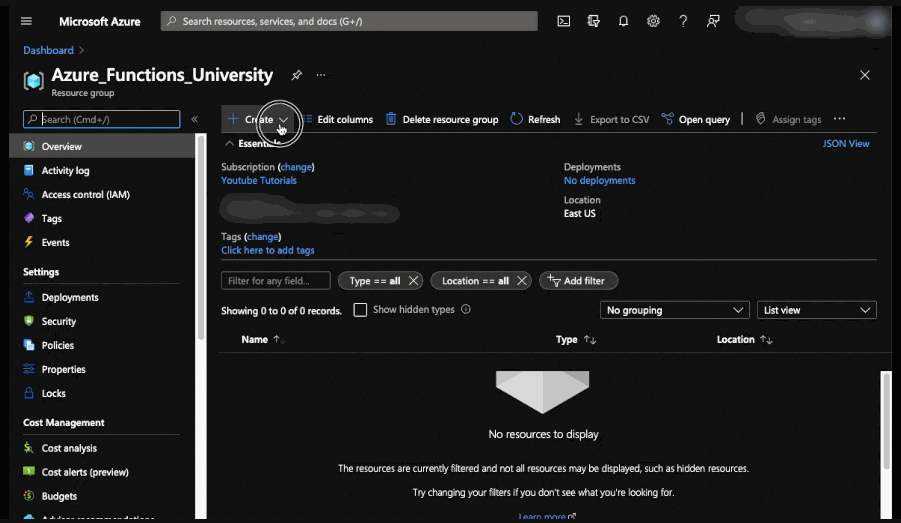 Microsoft Azure
Search resources, services, and docs (G+/)
Dashboard >
Azure_Functions_University
Resource group
Search (Cmd+/)
Overview
Activity log
Access control (IAM)
Tags
Events
Settings
Deployments
Security
Policies
Properties
Locks
Cost Management
Cost analysis
Cost alerts (preview)
Budgets
Create
Edit columns
Delete resource group
Refresh
Export to CSV
Open query
Assign tags
JSON View
Subscription (change)
Youtube Tutorials
Deployments
No deployments
Location
East US
Tags (change)
Click here to add tags
Filter for any field...
Type == all
Location == all
Add filter
Showing 0 to 0 of 0 records.
Show hidden types
No grouping
List view
Name
Type
Location
No resources to display
The resources are currently filtered and not all resources may be displayed, such as hidden resources.
Try changing your filters if you don't see what you're looking for.
Learn more